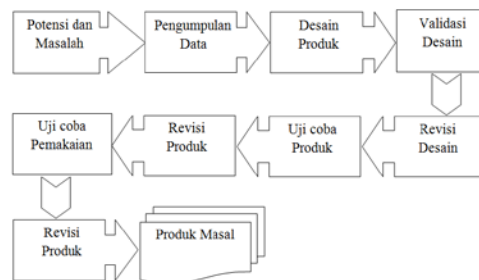 Potensi dan
Masalah
Pengumpulan
Data
Desain
Produk
Validasi
Desain
Revisi
Desain
Uji coba
Produk
Revisi
Produk
Uji coba
Pemakaian
Revisi
Produk
Produk Masal